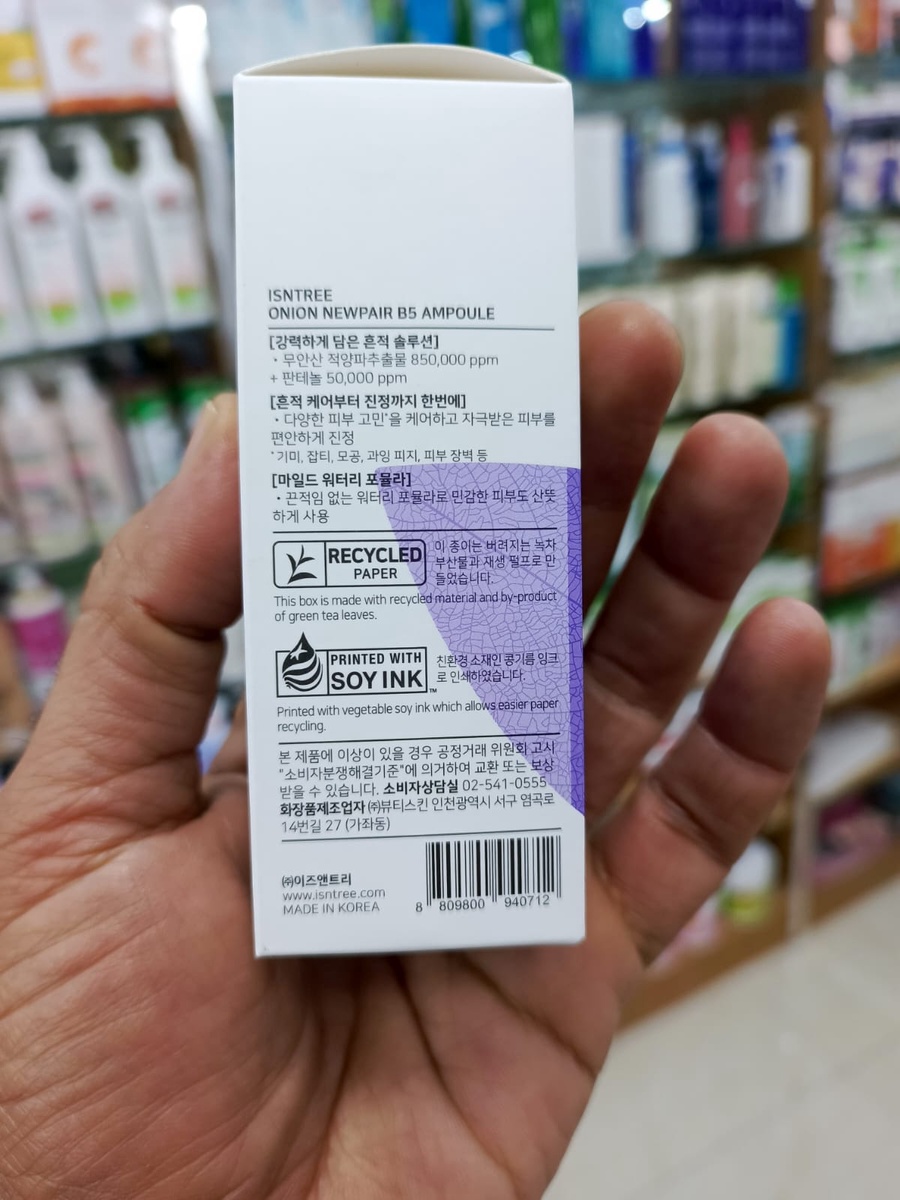 ISNTREE
ONION NEWPAIR B5 AMPOULE
[강력하게 담은 흔적 솔루션]
· 무안산 적양파추출물 850,000 ppm
+ 판테놀 50,000 ppm
[흔적 케어부터 진정까지 한번에]
· 다양한 피부 고민*을 케어하고 자극받은 피부를
편안하게 진정
*기미, 잡티, 모공, 과잉 피지, 피부 장벽 등
[마일드 워터리 포뮬라]
· 끈적임 없는 워터리 포뮬라로 민감한 피부도 산뜻
하게 사용
RECYCLED
PAPER
이 종이는 버려지는 녹차
부산물과 재생 펄프로 만
들었습니다.
This box is made with recycled material and by-product
of green tea leaves.
PRINTED WITH
SOY INK™
친환경 소재인 콩기름 잉크
로 인쇄하였습니다.
Printed with vegetable soy ink which allows easier paper
recycling.
본 제품에 이상이 있을 경우 공정거래 위원회 고시
"소비자분쟁해결기준"에 의거하여 교환 또는 보상
받을 수 있습니다. 소비자상담실 02-541-0555
화장품제조업자 ㈜뷰티스킨 인천광역시 서구 염곡로
14번길 27 (가좌동)
㈜이즈앤트리
www.isntree.com
MADE IN KOREA
8 809800 940712